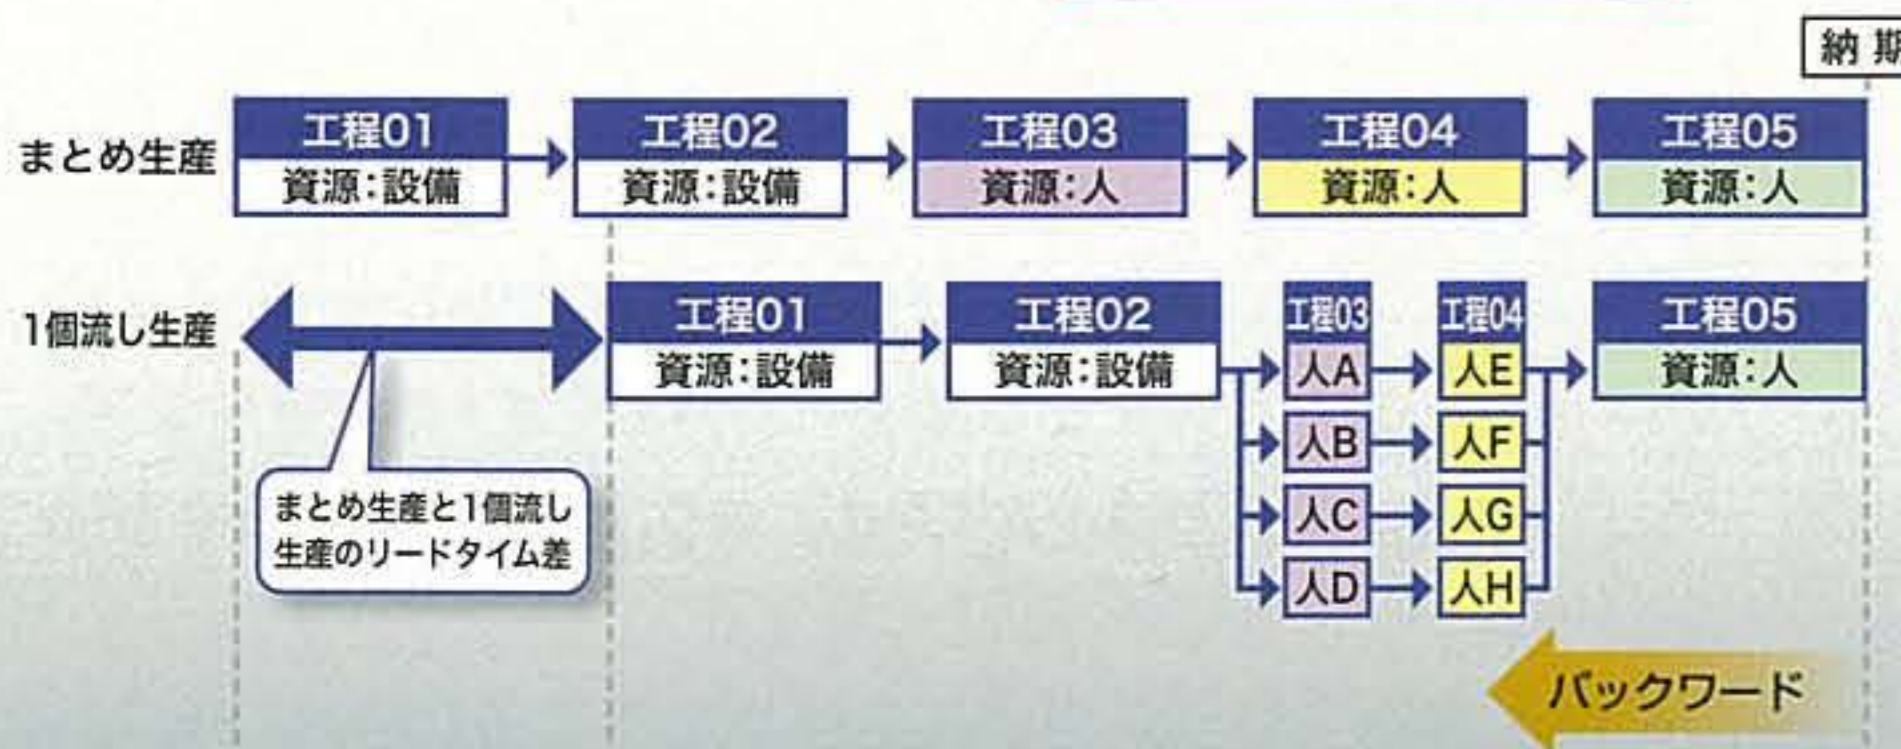 納期
まとめ生産
工程01
資源:設備
工程02
資源:設備
工程03
資源:人
工程04
資源:人
工程05
資源:人
1個流し生産
工程01
資源:設備
工程02
資源:設備
工程03
工程04
人A
人E
人B
人F
人C
人G
人D
人H
工程05
資源:人
まとめ生産と1個流し
生産のリードタイム差
バックワード